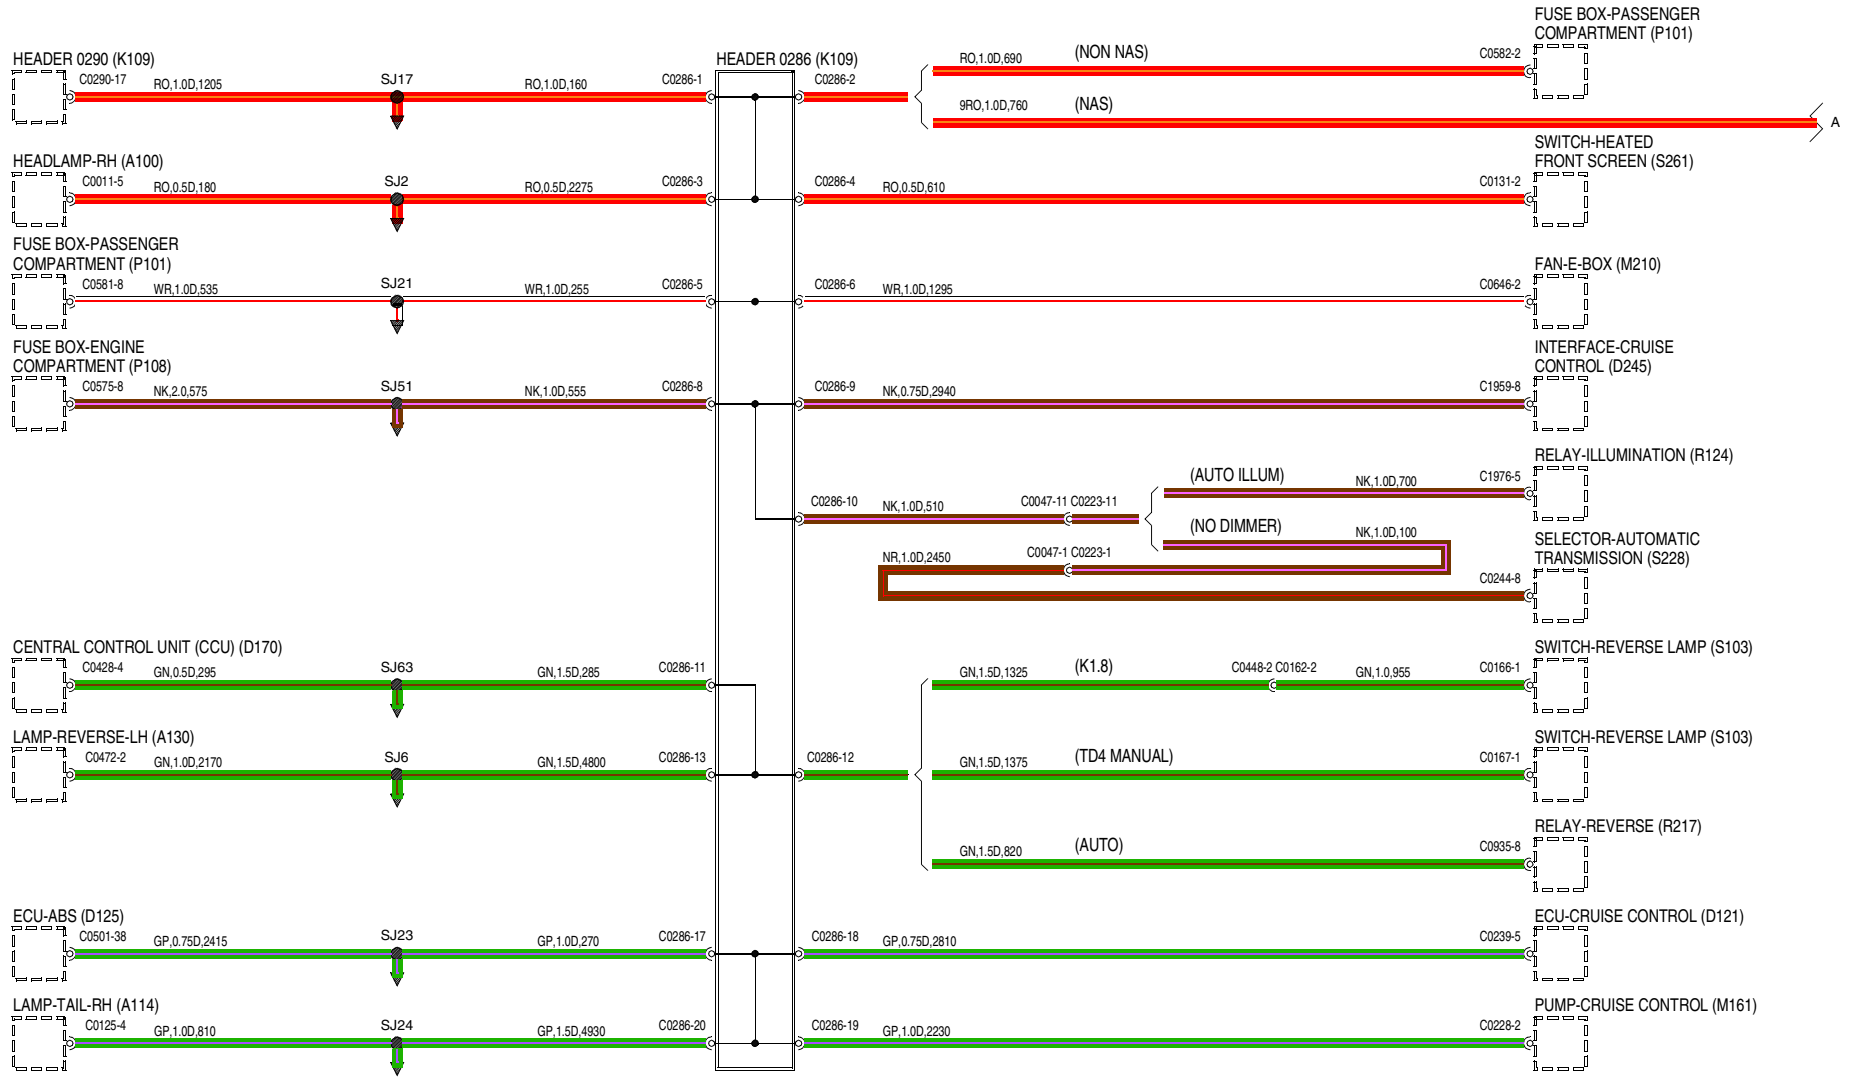 FUSE BOX-PASSENGER
COMPARTMENT (P101)
HEADER 0290 (K109)
HEADER 0286 (K109)
C0290-17
RO,1.0D,1205
SJ17
RO,1.0D,160
C0286-1
C0286-2
RO,1.0D,690
(NON NAS)
C0582-2
9RO,1.0D,760
(NAS)
A
HEADLAMP-RH (A100)
SWITCH-HEATED
FRONT SCREEN (S261)
C0011-5
RO,0.5D,180
SJ2
RO,0.5D,2275
C0286-3
C0286-4
RO,0.5D,610
C0131-2
FUSE BOX-PASSENGER
COMPARTMENT (P101)
FAN-E-BOX (M210)
C0581-8
WR,1.0D,535
SJ21
WR,1.0D,255
C0286-5
C0286-6
WR,1.0D,1295
C0646-2
FUSE BOX-ENGINE
COMPARTMENT (P108)
INTERFACE-CRUISE
CONTROL (D245)
C0575-8
NK,2.0,575
SJ51
NK,1.0D,555
C0286-8
C0286-9
NK,0.75D,2940
C1959-8
RELAY-ILLUMINATION (R124)
(AUTO ILLUM)
NK,1.0D,700
C1976-5
C0286-10
NK,1.0D,510
C0047-11 C0223-11
(NO DIMMER)
NK,1.0D,100
SELECTOR-AUTOMATIC
TRANSMISSION (S228)
NR,1.0D,2450
C0047-1 C0223-1
C0244-8
CENTRAL CONTROL UNIT (CCU) (D170)
SWITCH-REVERSE LAMP (S103)
C0428-4
GN,0.5D,295
SJ63
GN,1.5D,285
C0286-11
GN,1.5D,1325
(K1.8)
C0448-2 C0162-2
GN,1.0,955
C0166-1
LAMP-REVERSE-LH (A130)
SWITCH-REVERSE LAMP (S103)
C0472-2
GN,1.0D,2170
SJ6
GN,1.5D,4800
C0286-13
C0286-12
GN,1.5D,1375
(TD4 MANUAL)
C0167-1
RELAY-REVERSE (R217)
GN,1.5D,820
(AUTO)
C0935-8
ECU-ABS (D125)
ECU-CRUISE CONTROL (D121)
C0501-38
GP,0.75D,2415
SJ23
GP,1.0D,270
C0286-17
C0286-18
GP,0.75D,2810
C0239-5
LAMP-TAIL-RH (A114)
PUMP-CRUISE CONTROL (M161)
C0125-4
GP,1.0D,810
SJ24
GP,1.5D,4930
C0286-20
C0286-19
GP,1.0D,2230
C0228-2